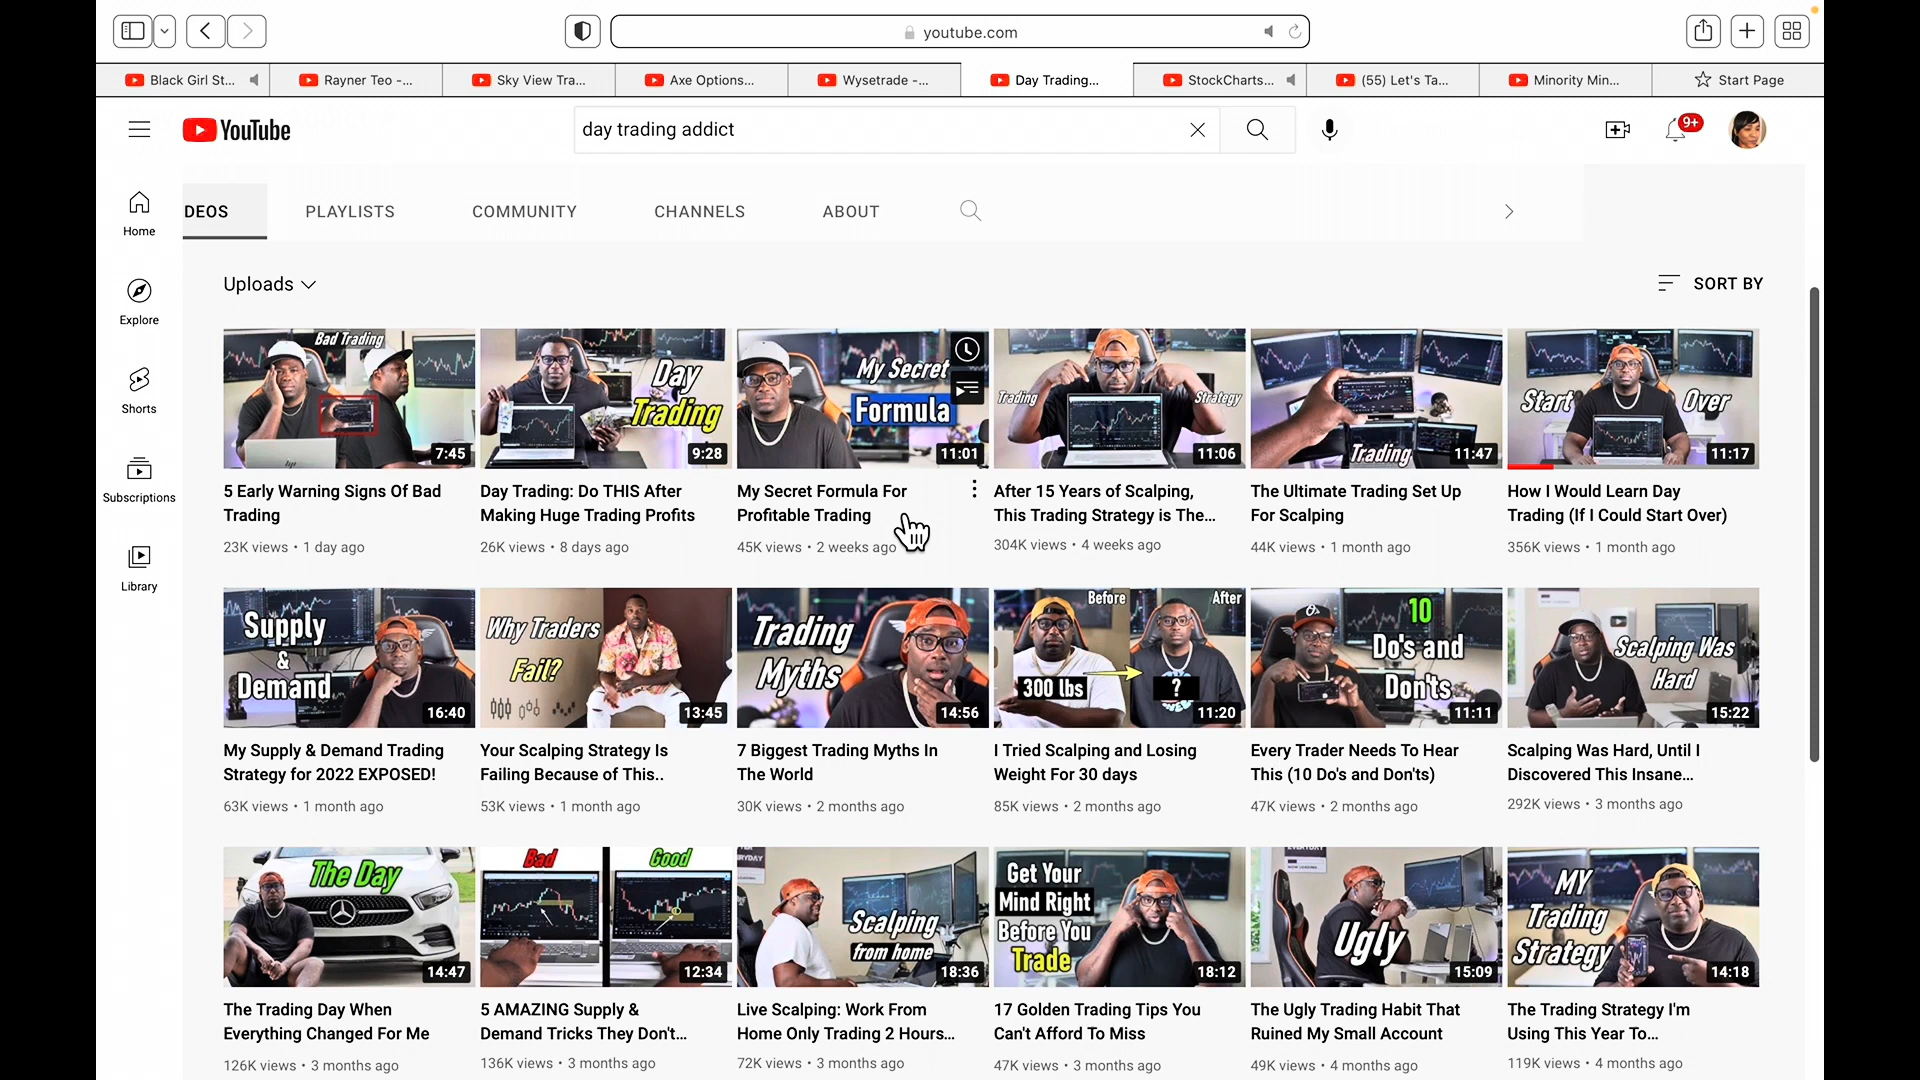 youtube.com
Black Girl St...
Rayner Teo -...
Sky View Tra...
Axe Options...
Wysetrade -...
Day Trading...
StockCharts...
(55) Let's Ta...
Minority Min...
Start Page
YouTube
day trading addict
9+
DEOS
PLAYLISTS
COMMUNITY
CHANNELS
ABOUT
Home
Explore
Shorts
Subscriptions
Library
Uploads
SORT BY
Bad Trading
7:45
Day
Trading
9:28
My Secret
Formula
11:01
Trading
Strategy
11:06
Trading
11:47
Start Over
11:17
5 Early Warning Signs Of Bad
Trading
23K views • 1 day ago
Day Trading: Do THIS After
Making Huge Trading Profits
26K views • 8 days ago
My Secret Formula For
Profitable Trading
45K views • 2 weeks ago
After 15 Years of Scalping,
This Trading Strategy is The...
304K views • 4 weeks ago
The Ultimate Trading Set Up
For Scalping
44K views • 1 month ago
How I Would Learn Day
Trading (If I Could Start Over)
356K views • 1 month ago
Supply
&
Demand
16:40
Why Traders
Fail?
13:45
Trading
Myths
14:56
Before
After
300 lbs
?
11:20
10
Do's and
Don'ts
11:11
Scalping Was
Hard
15:22
My Supply & Demand Trading
Strategy for 2022 EXPOSED!
63K views • 1 month ago
Your Scalping Strategy Is
Failing Because of This..
53K views • 1 month ago
7 Biggest Trading Myths In
The World
30K views • 2 months ago
I Tried Scalping and Losing
Weight For 30 days
85K views • 2 months ago
Every Trader Needs To Hear
This (10 Do's and Don'ts)
47K views • 2 months ago
Scalping Was Hard, Until I
Discovered This Insane...
292K views • 3 months ago
The Day
14:47
Bad
Good
12:34
Scalping
from home
18:36
Get Your
Mind Right
Before You
Trade
18:12
Ugly
15:09
MY
Trading
Strategy
14:18
The Trading Day When
Everything Changed For Me
126K views • 3 months ago
5 AMAZING Supply &
Demand Tricks They Don't...
136K views • 3 months ago
Live Scalping: Work From
Home Only Trading 2 Hours...
72K views • 3 months ago
17 Golden Trading Tips You
Can't Afford To Miss
47K views • 3 months ago
The Ugly Trading Habit That
Ruined My Small Account
49K views • 4 months ago
The Trading Strategy I'm
Using This Year To...
119K views • 4 months ago